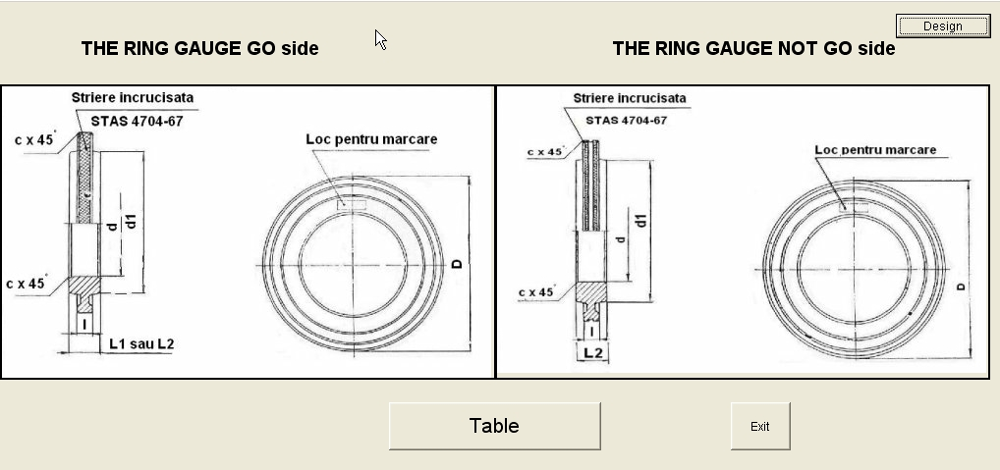 Design
THE RING GAUGE GO side
THE RING GAUGE NOT GO side
Striere incrucisata
STAS 4704-67
c x 45°
Loc pentru marcare
d
d1
D
c x 45°
l
L1 sau L2
Striere incrucisata
STAS 4704-67
c x 45°
Loc pentru marcare
d
d1
D
c x 45°
l
L2
Table
Exit